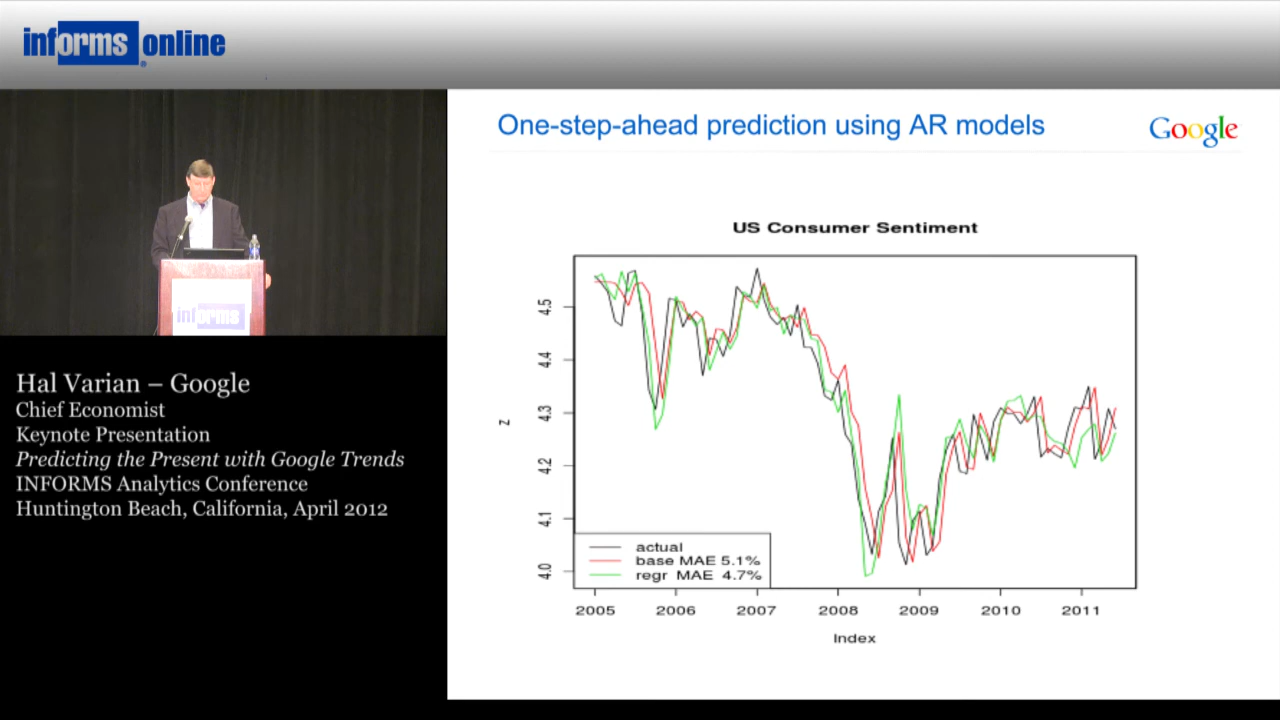 informs online
®
One-step-ahead prediction using AR models
Google
informs
Hal Varian – Google
Chief Economist
Keynote Presentation
Predicting the Present with Google Trends
INFORMS Analytics Conference
Huntington Beach, California, April 2012
US Consumer Sentiment
z
4.5
4.4
4.3
4.2
4.1
4.0
actual
base MAE 5.1%
regr MAE 4.7%
2005 2006 2007 2008 2009 2010 2011
Index